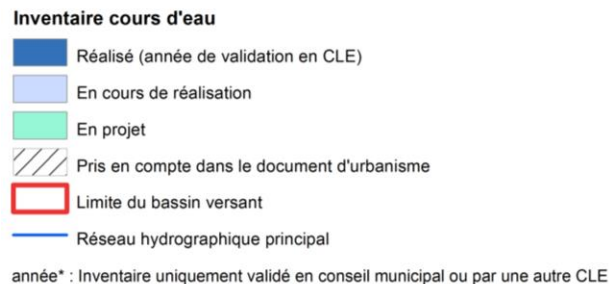 Inventaire cours d'eau
Réalisé (année de validation en CLE)
En cours de réalisation
En projet
Pris en compte dans le document d'urbanisme
Limite du bassin versant
Réseau hydrographique principal
année* : Inventaire uniquement validé en conseil municipal ou par une autre CLE